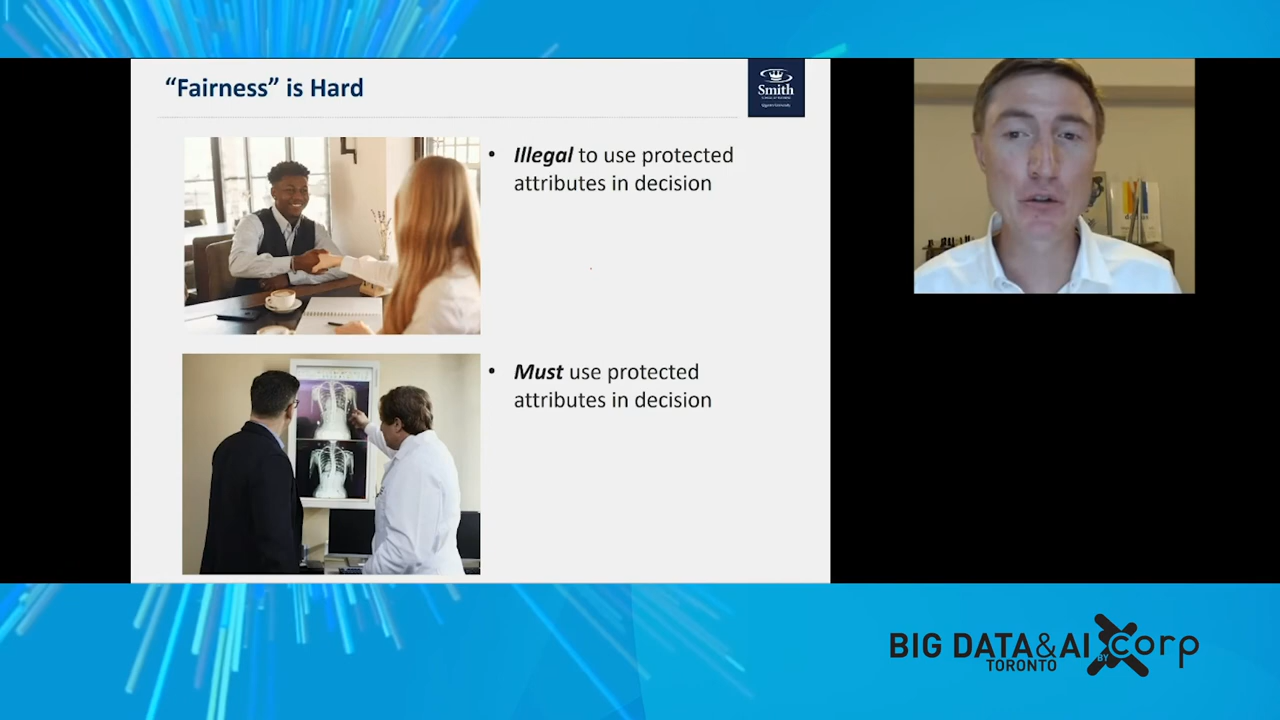 “Fairness” is Hard
Smith
• Illegal to use protected
attributes in decision
• Must use protected
attributes in decision
BIG DATA&AI
TORONTO
BY
corp